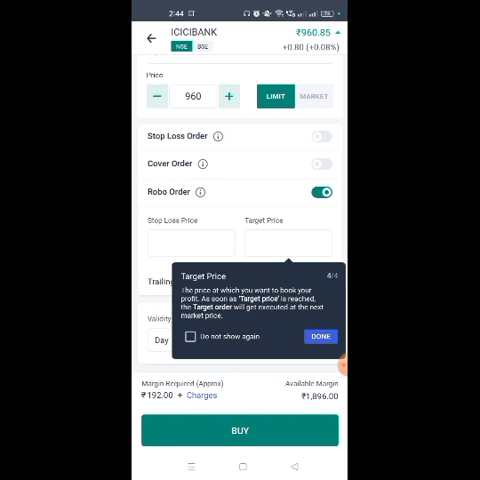 2:44
ICICIBANK
₹960.85
NSE
BSE
+0.80 (+0.08%)
Price
960
LIMIT
MARKET
Stop Loss Order
Cover Order
Robo Order
Stop Loss Price
Target Price
Target Price
4/4
The price at which you want to book your
profit. As soon as 'Target price' is reached,
the Target order will get executed at the next
market price.
Do not show again
DONE
Trailing
Validity
Day
Margin Required (Approx)
Available Margin
₹192.00 + Charges
₹1,896.00
BUY